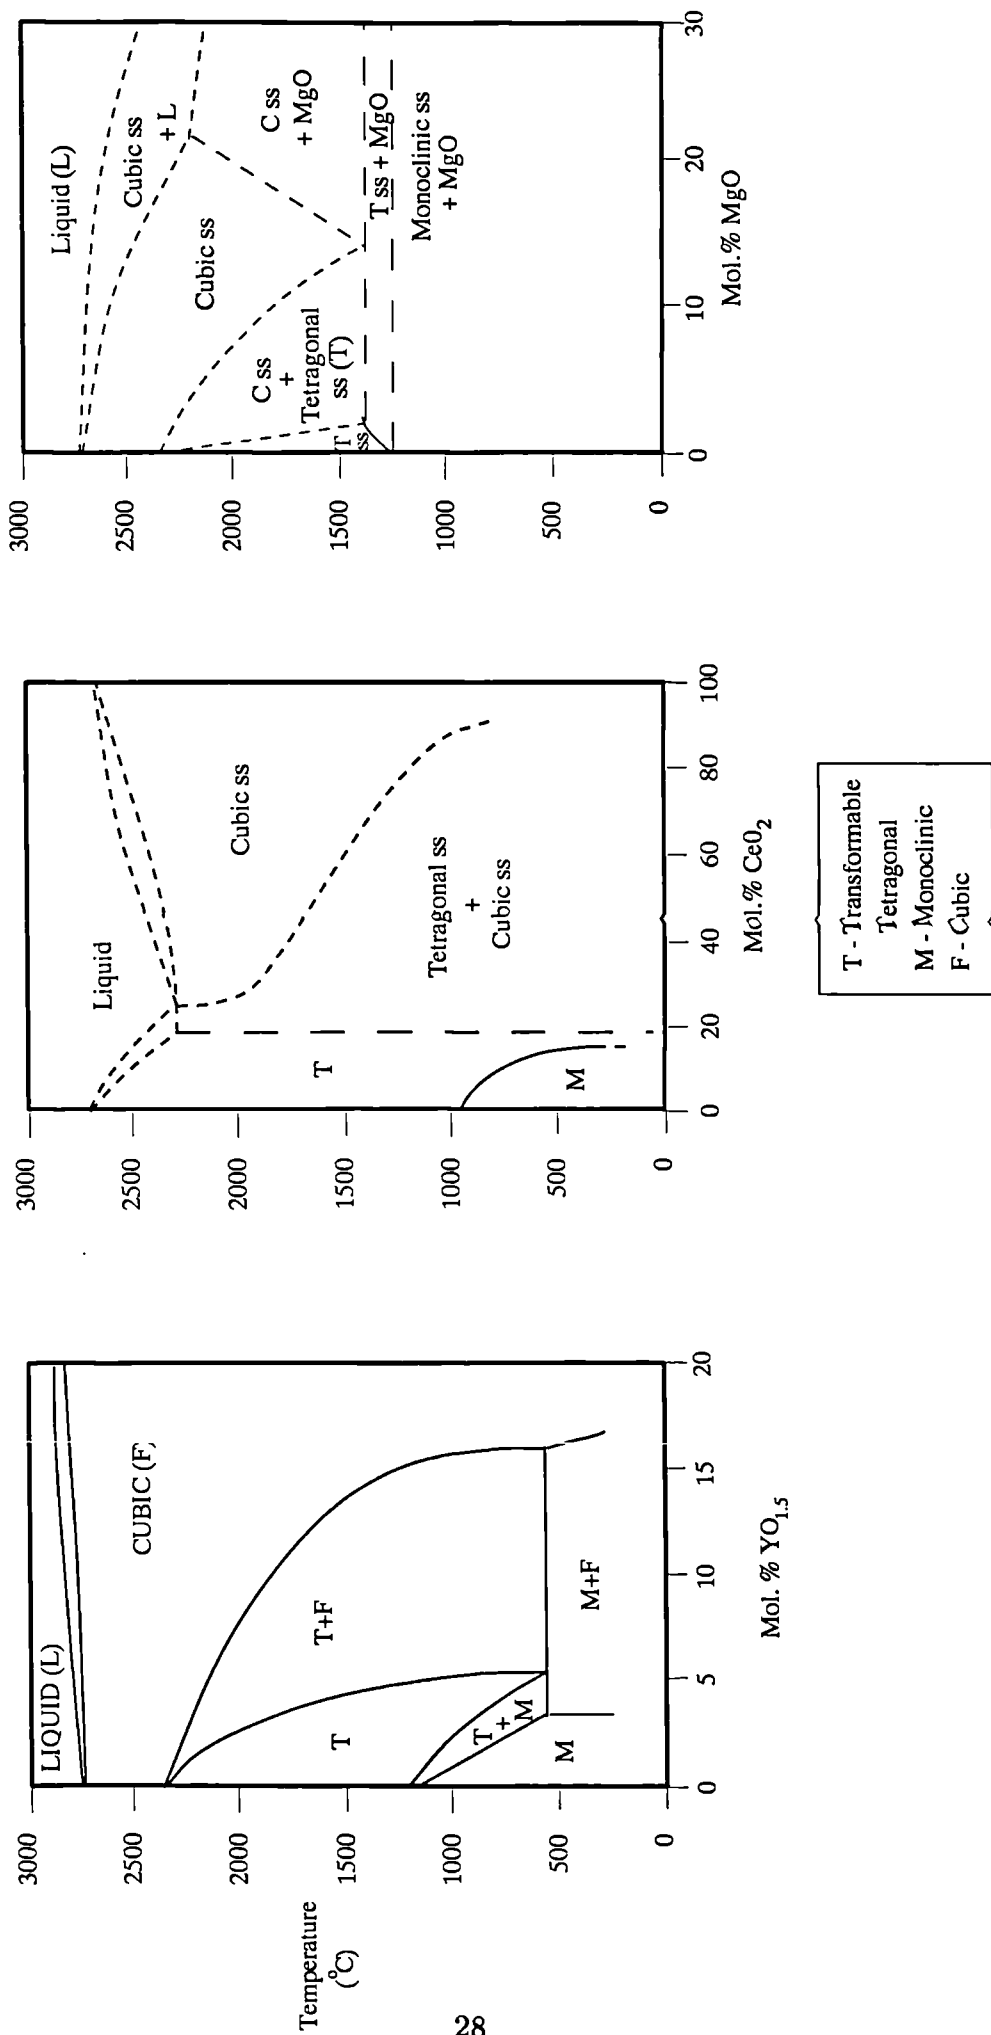 Temperature
(°C)
3000
2500
2000
1500
1000
500
0
LIQUID (L)
CUBIC (F)
T+F
T
T
+
M
M
M+F
0
5
10
15
20
Mol. % YO1.5
3000
2500
2000
1500
1000
500
0
Liquid
Cubic ss
Tetragonal ss
+
Cubic ss
T
M
0
20
40
60
80
100
Mol.% CeO2
3000
2500
2000
1500
1000
500
0
Liquid (L)
Cubic ss
+ L
Cubic ss
C ss
+ MgO
C ss
+
Tetragonal
ss (T)
T
ss
T ss + MgO
Monoclinic ss
+ MgO
0
10
20
30
Mol.% MgO
T - Transformable
Tetragonal
M - Monoclinic
F - Cubic
28